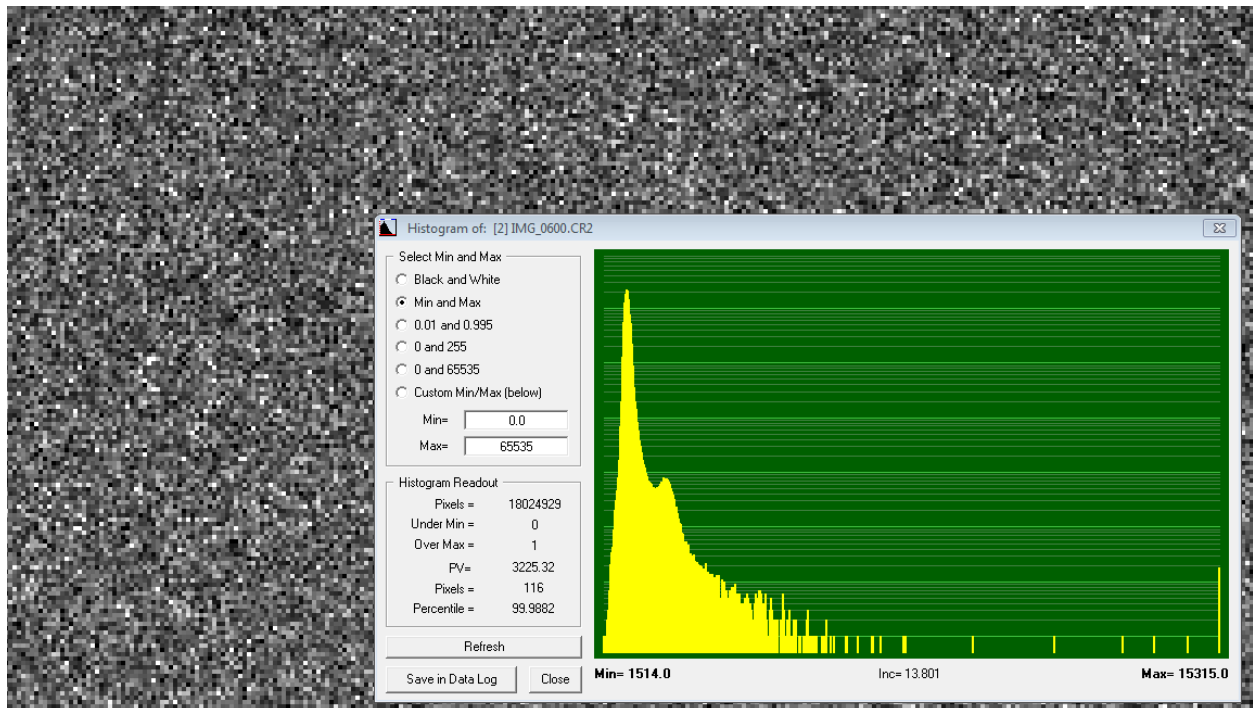 Histogram of: [2] IMG_0600.CR2
Select Min and Max
Black and White
Min and Max
0.01 and 0.995
0 and 255
0 and 65535
Custom Min/Max (below)
Min= 0.0
Max= 65535
Histogram Readout
Pixels = 18024929
Under Min = 0
Over Max = 1
PV= 3225.32
Pixels = 116
Percentile = 99.9882
Refresh
Save in Data Log Close
Min= 1514.0 Inc= 13.801 Max= 15315.0